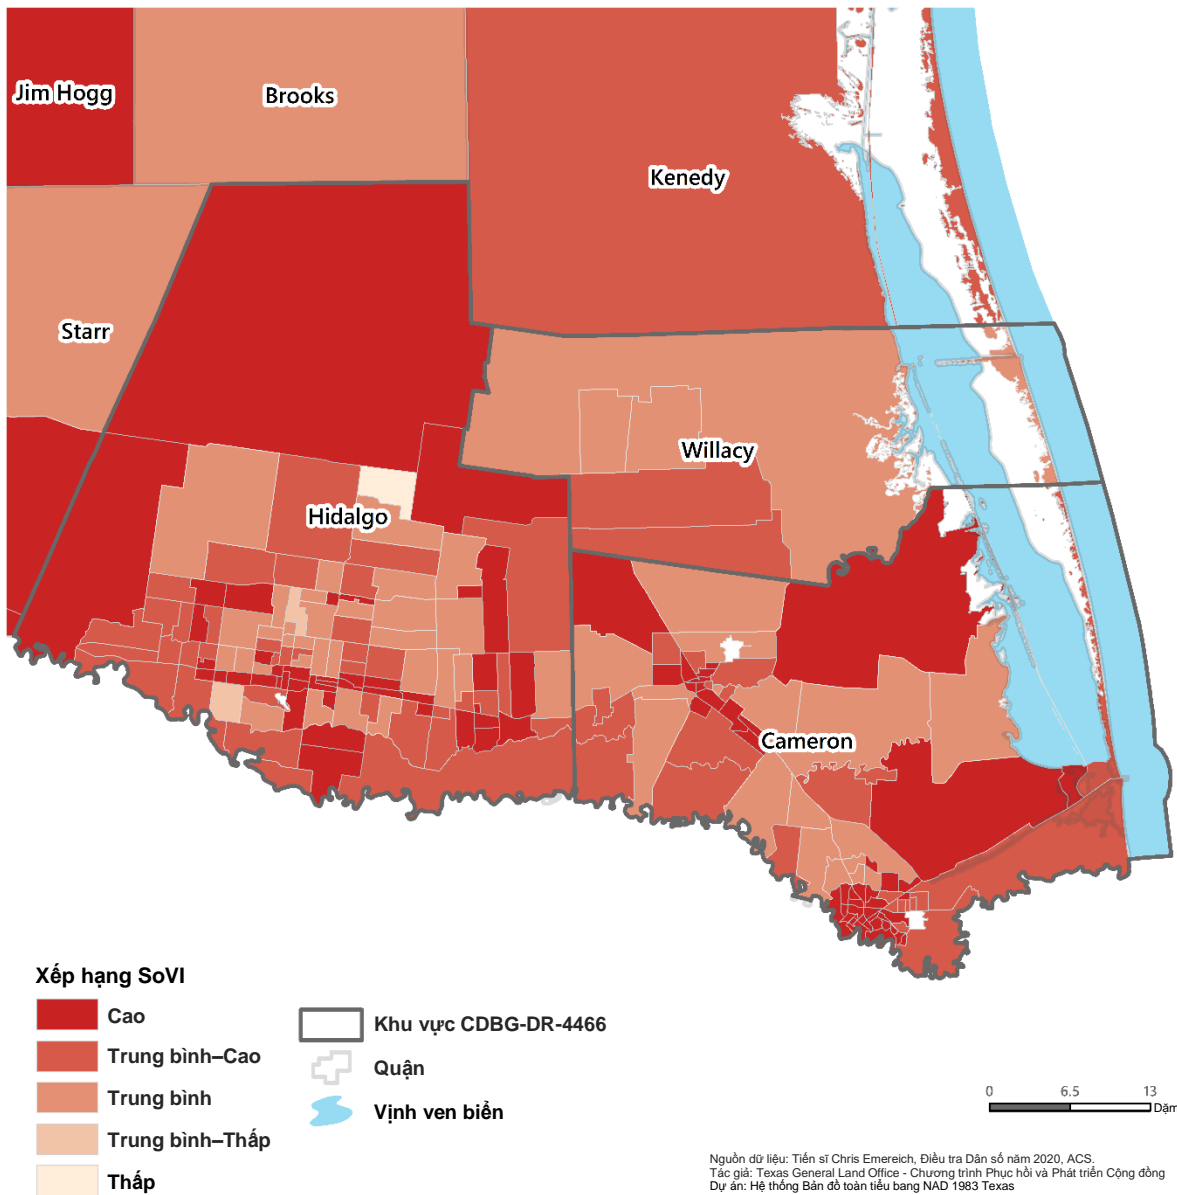 Jim Hogg
Brooks
Kenedy
Starr
Willacy
Hidalgo
Cameron
Xếp hạng SoVI
Cao
Trung bình–Cao
Trung bình
Trung bình–Thấp
Thấp
Khu vực CDBG-DR-4466
Quận
Vịnh ven biển
0 6.5 13
Dặm
Nguồn dữ liệu: Tiến sĩ Chris Emereich, Điều tra Dân số năm 2020, ACS.
Tác giả: Texas General Land Office - Chương trình Phục hồi và Phát triển Cộng đồng
Dự án: Hệ thống Bản đồ toàn tiểu bang NAD 1983 Texas